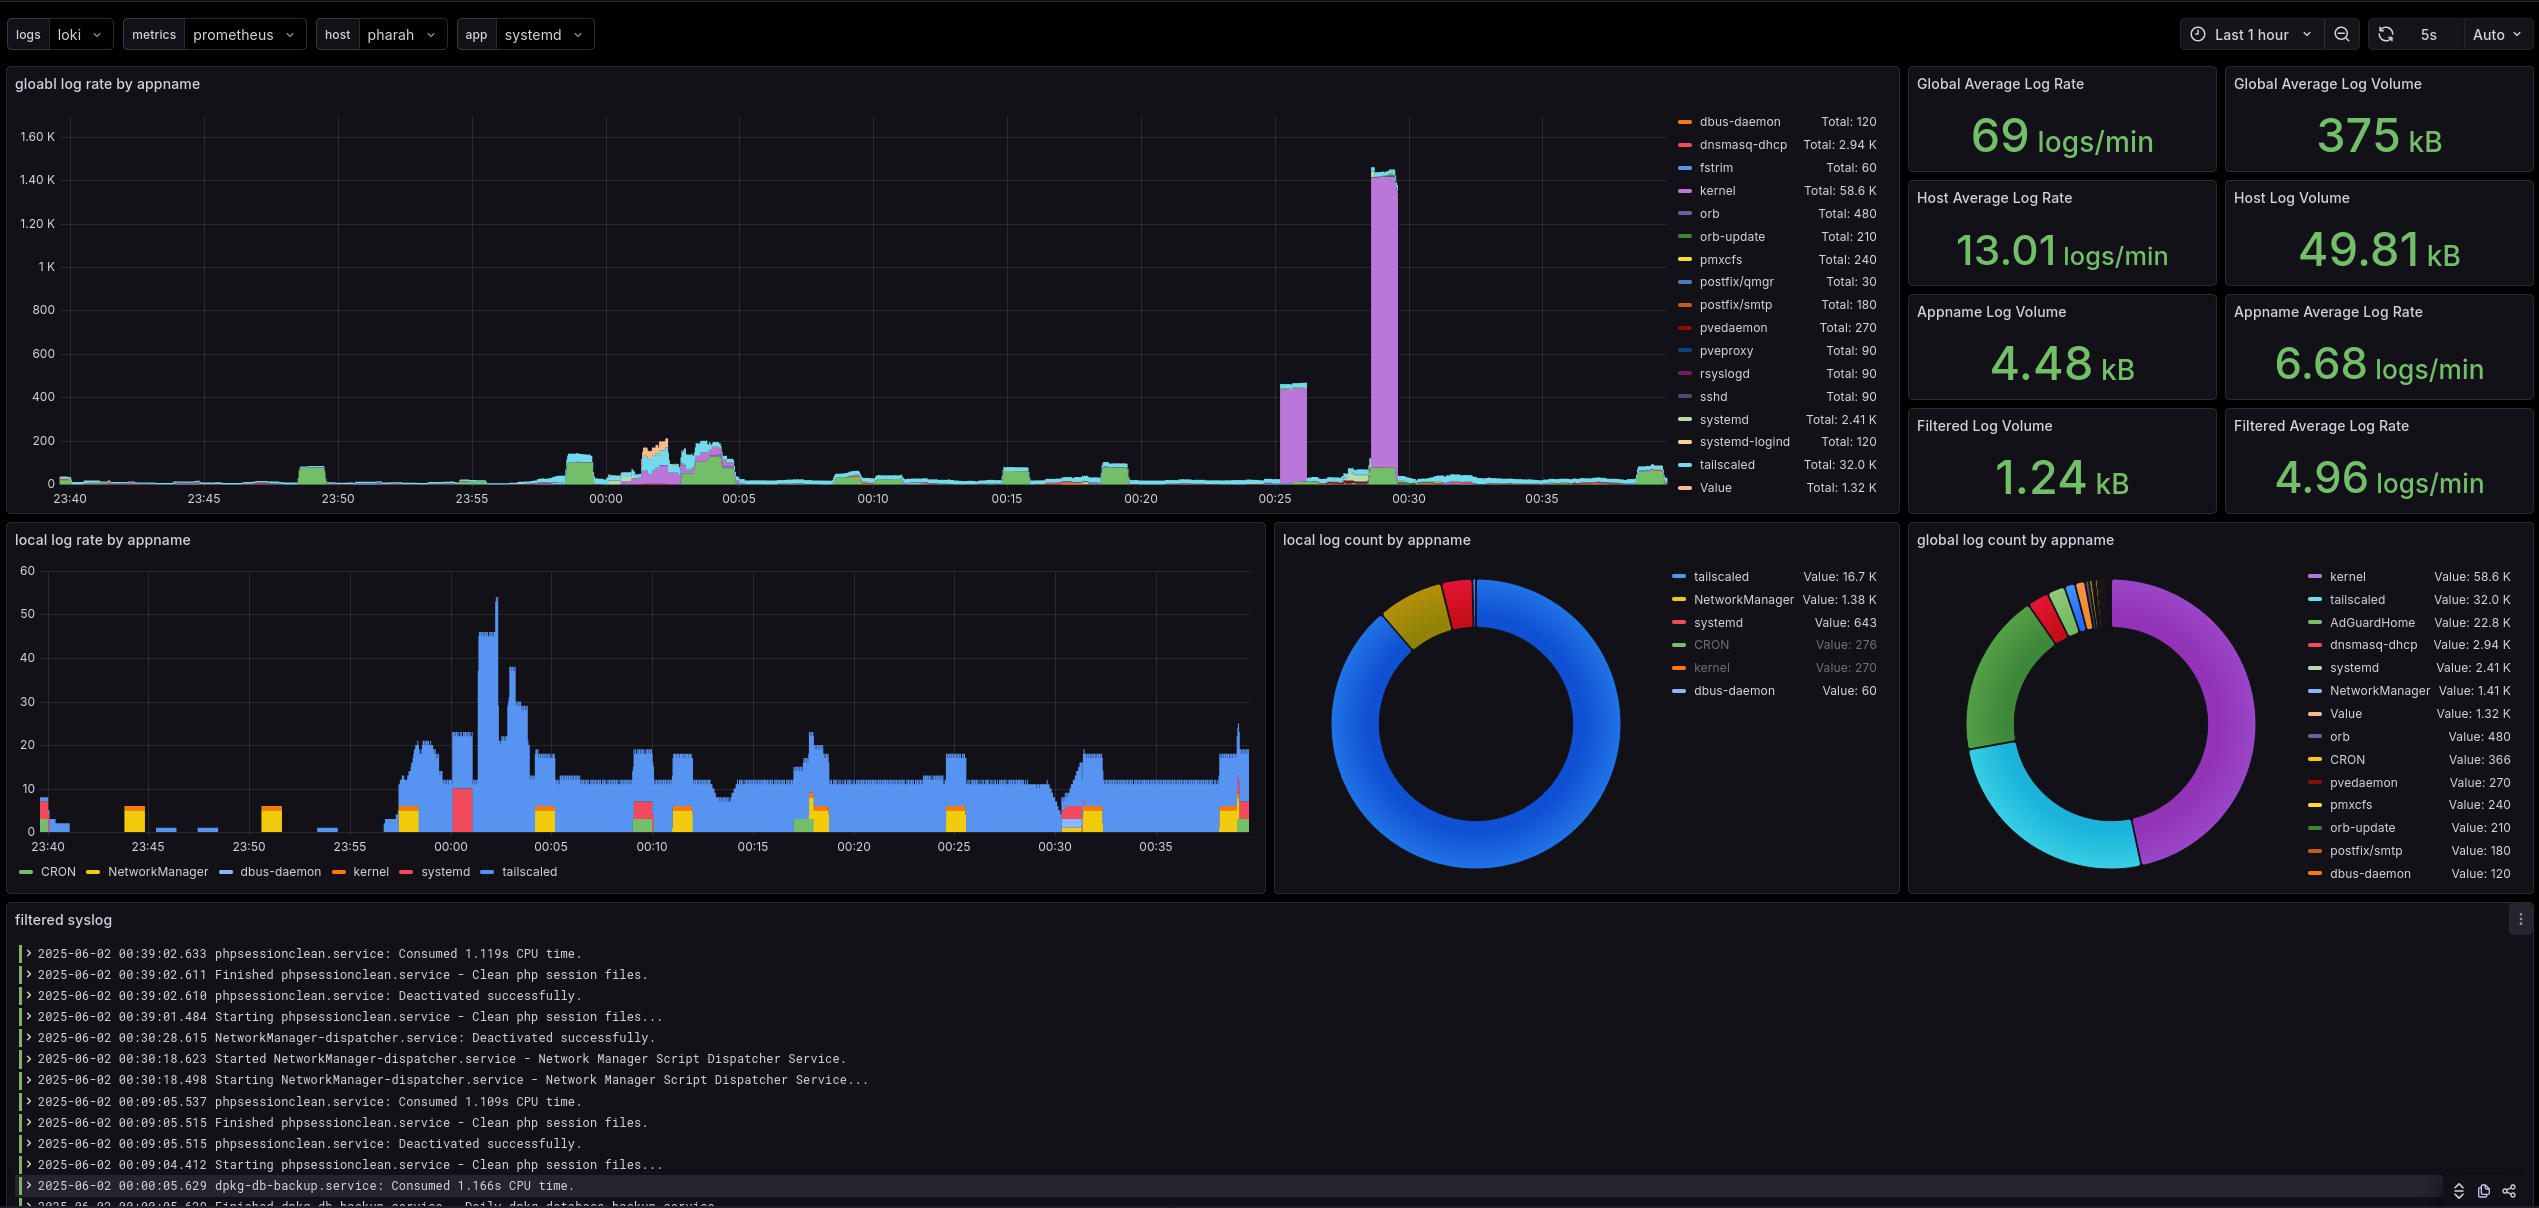 logs loki metrics prometheus host pharah app systemd Last 1 hour 5s Auto
gloabl log rate by appname
1.60 K
1.40 K
1.20 K
1 K
800
600
400
200
0
23:40 23:45 23:50 23:55 00:00 00:05 00:10 00:15 00:20 00:25 00:30 00:35
dbus-daemon Total: 120
dnsmasq-dhcp Total: 2.94 K
fstrim Total: 60
kernel Total: 58.6 K
orb Total: 480
orb-update Total: 210
pmxcfs Total: 240
postfix/qmgr Total: 30
postfix/smtp Total: 180
pvedaemon Total: 270
pveproxy Total: 90
rsyslogd Total: 90
sshd Total: 90
systemd Total: 2.41 K
systemd-logind Total: 120
tailscaled Total: 32.0 K
Value Total: 1.32 K
Global Average Log Rate
69 logs/min
Global Average Log Volume
375 kB
Host Average Log Rate
13.01 logs/min
Host Log Volume
49.81 kB
Appname Log Volume
4.48 kB
Appname Average Log Rate
6.68 logs/min
Filtered Log Volume
1.24 kB
Filtered Average Log Rate
4.96 logs/min
local log rate by appname
60
50
40
30
20
10
0
23:40 23:45 23:50 23:55 00:00 00:05 00:10 00:15 00:20 00:25 00:30 00:35
CRON NetworkManager dbus-daemon kernel systemd tailscaled
local log count by appname
tailscaled Value: 16.7 K
NetworkManager Value: 1.38 K
systemd Value: 643
CRON Value: 276
kernel Value: 270
dbus-daemon Value: 60
global log count by appname
kernel Value: 58.6 K
tailscaled Value: 32.0 K
AdGuardHome Value: 22.8 K
dnsmasq-dhcp Value: 2.94 K
systemd Value: 2.41 K
NetworkManager Value: 1.41 K
Value Value: 1.32 K
orb Value: 480
CRON Value: 366
pvedaemon Value: 270
pmxcfs Value: 240
orb-update Value: 210
postfix/smtp Value: 180
dbus-daemon Value: 120
filtered syslog
2025-06-02 00:39:02.633 phpsessionclean.service: Consumed 1.119s CPU time.
2025-06-02 00:39:02.611 Finished phpsessionclean.service - Clean php session files.
2025-06-02 00:39:02.610 phpsessionclean.service: Deactivated successfully.
2025-06-02 00:39:01.484 Starting phpsessionclean.service - Clean php session files...
2025-06-02 00:30:28.615 NetworkManager-dispatcher.service: Deactivated successfully.
2025-06-02 00:30:18.623 Started NetworkManager-dispatcher.service - Network Manager Script Dispatcher Service.
2025-06-02 00:30:18.498 Starting NetworkManager-dispatcher.service - Network Manager Script Dispatcher Service...
2025-06-02 00:09:05.537 phpsessionclean.service: Consumed 1.109s CPU time.
2025-06-02 00:09:05.515 Finished phpsessionclean.service - Clean php session files.
2025-06-02 00:09:05.515 phpsessionclean.service: Deactivated successfully.
2025-06-02 00:09:04.412 Starting phpsessionclean.service - Clean php session files...
2025-06-02 00:00:05.629 dpkg-db-backup.service: Consumed 1.166s CPU time.
2025-06-02 Finished dpkg-db-backup.service - Daily dpkg database backup service.